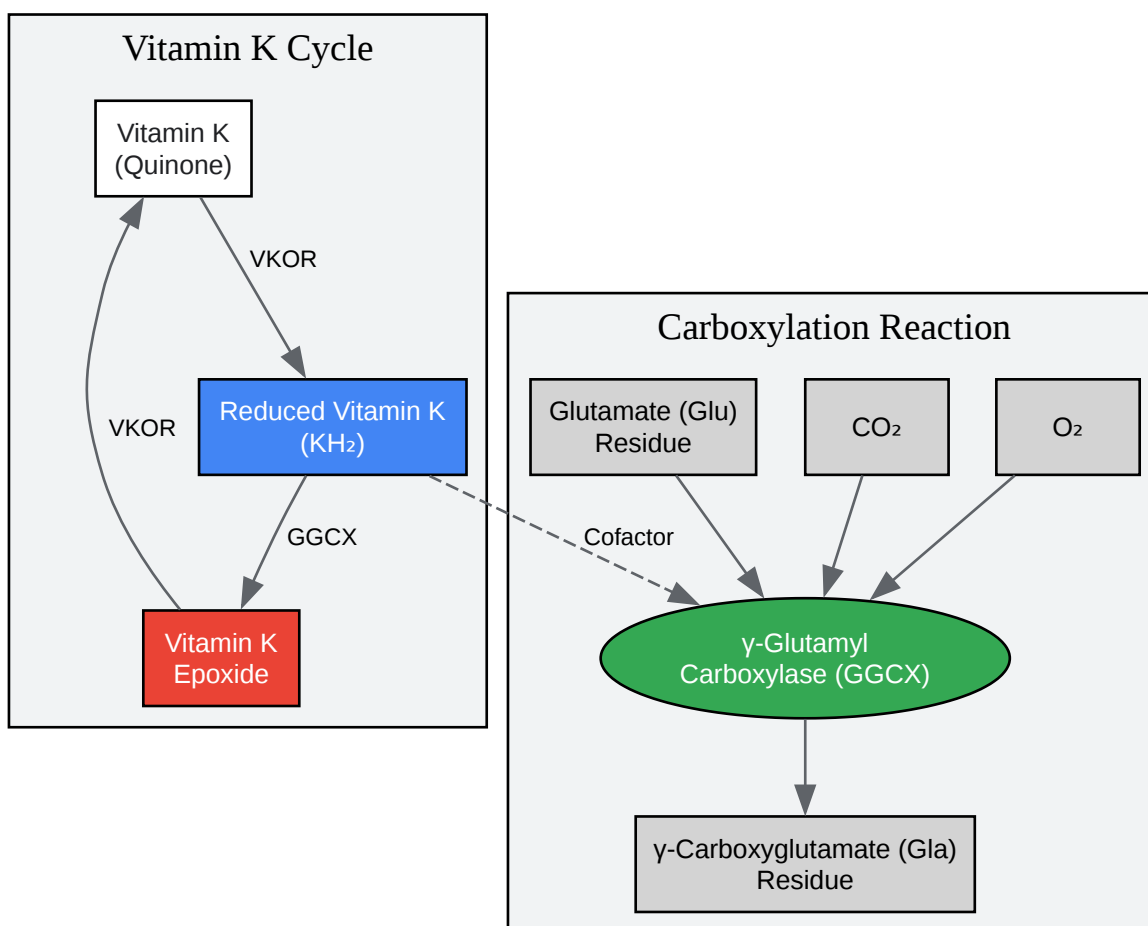 Vitamin K Cycle
Vitamin K
(Quinone)
VKOR
Reduced Vitamin K
(KH₂)
VKOR
GGCX
Vitamin K
Epoxide
Carboxylation Reaction
Glutamate (Glu)
Residue
CO₂
O₂
Cofactor
γ-Glutamyl
Carboxylase (GGCX)
γ-Carboxyglutamate (Gla)
Residue